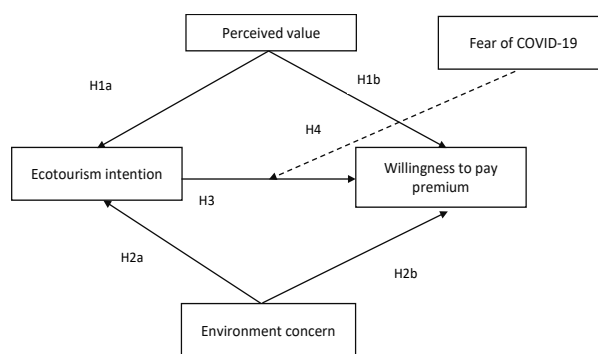 Perceived value
Fear of COVID-19
H1a
H1b
H4
Ecotourism intention
Willingness to pay
premium
H3
H2a
H2b
Environment concern